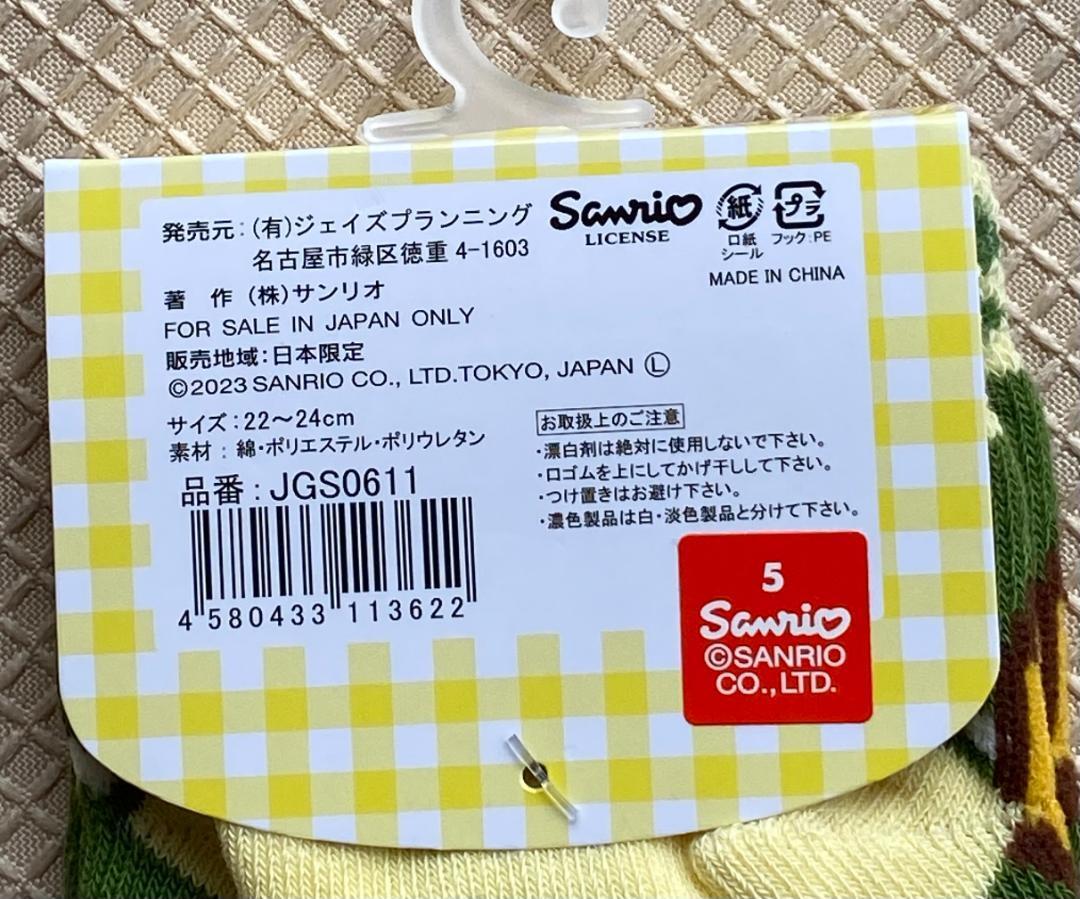 発売元:(有)ジェイズプランニング
名古屋市緑区徳重 4-1603
著 作 (株)サンリオ
FOR SALE IN JAPAN ONLY
販売地域:日本限定
©2023 SANRIO CO., LTD.TOKYO, JAPAN Ⓛ
Sanrio
LICENSE
紙
プラ
口紙
シール
フック:PE
MADE IN CHINA
サイズ:22〜24cm
素材:綿・ポリエステル・ポリウレタン
品番:JGS0611
4 580433 113622
お取扱上のご注意
・漂白剤は絶対に使用しないで下さい。
・口ゴムを上にしてかげ干しして下さい。
・つけ置きはお避け下さい。
・濃色製品は白・淡色製品と分けて下さい。
5
Sanrio
©SANRIO
CO.,LTD.